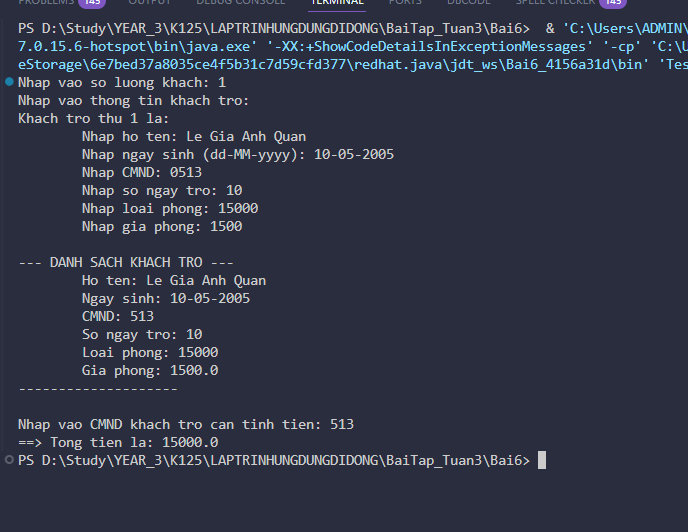 PROBLEMS 145 OUTPUT DEBUG CONSOLE TERMINAL PORTS DBCODE SPELL CHECKER 145
PS D:\Study\YEAR_3\K125\LAPTRINHUNGDUNGDIDONG\BaiTap_Tuan3\Bai6>  & 'C:\Users\ADMIN\
7.0.15.6-hotspot\bin\java.exe' '-XX:+ShowCodeDetailsInExceptionMessages' '-cp' 'C:\U
eStorage\6e7bed37a8035ce4f5b31c7d59cfd377\redhat.java\jdt_ws\Bai6_4156a31d\bin' 'Tes
Nhap vao so luong khach: 1
Nhap vao thong tin khach tro:
Khach tro thu 1 la:
Nhap ho ten: Le Gia Anh Quan
Nhap ngay sinh (dd-MM-yyyy): 10-05-2005
Nhap CMND: 0513
Nhap so ngay tro: 10
Nhap loai phong: 15000
Nhap gia phong: 1500
--- DANH SACH KHACH TRO ---
Ho ten: Le Gia Anh Quan
Ngay sinh: 10-05-2005
CMND: 513
So ngay tro: 10
Loai phong: 15000
Gia phong: 1500.0
--------------------
Nhap vao CMND khach tro can tinh tien: 513
==> Tong tien la: 15000.0
PS D:\Study\YEAR_3\K125\LAPTRINHUNGDUNGDIDONG\BaiTap_Tuan3\Bai6>